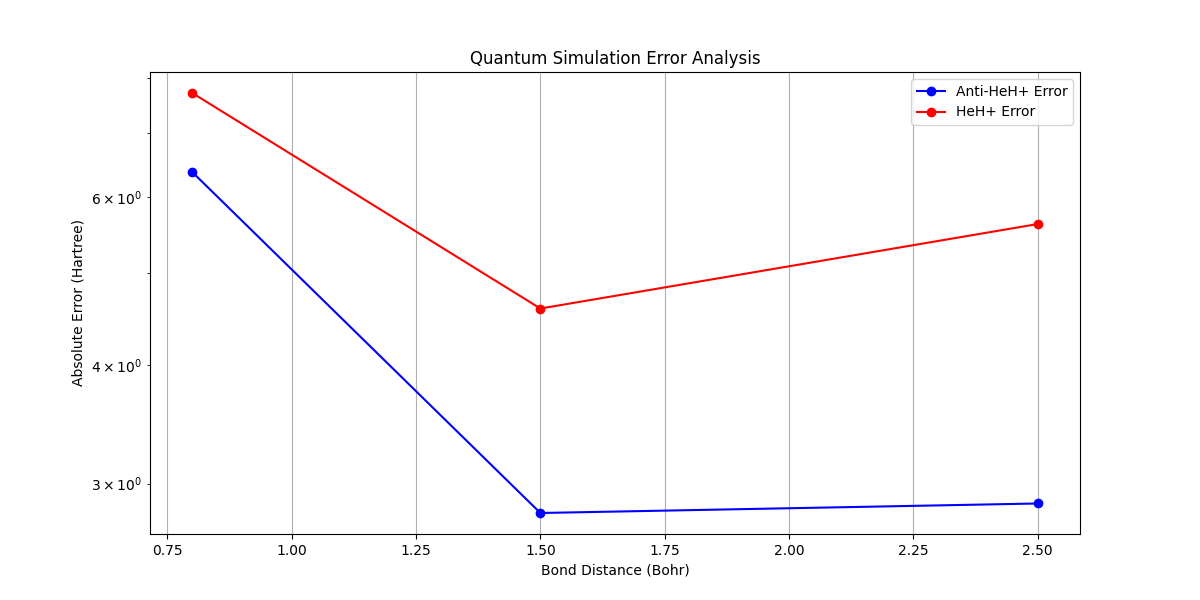 Quantum Simulation Error Analysis
Anti-HeH+ Error
HeH+ Error
Absolute Error (Hartree)
6 × 10⁰
4 × 10⁰
3 × 10⁰
0.75 1.00 1.25 1.50 1.75 2.00 2.25 2.50
Bond Distance (Bohr)